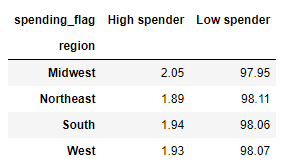 spending_flag High spender Low spender
region
Midwest 2.05 97.95
Northeast 1.89 98.11
South 1.94 98.06
West 1.93 98.07